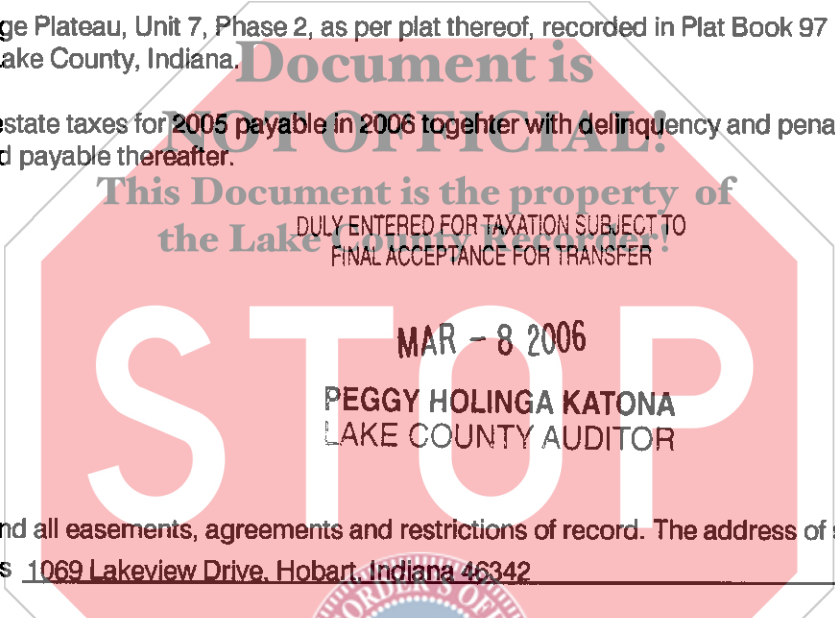 ge Plateau, Unit 7, Phase 2, as per plat thereof, recorded in Plat Book 97
ake County, Indiana.
Document is
estate taxes for 2005 payable in 2006 togehter with delinquency and pena
NOT OFFICIAL!
d payable thereafter.
This Document is the property of
DULY ENTERED FOR TAXATION SUBJECT TO
the Lake County Recorder!
FINAL ACCEPTANCE FOR TRANSFER
STOP
MAR - 8 2006
PEGGY HOLINGA KATONA
LAKE COUNTY AUDITOR
nd all easements, agreements and restrictions of record. The address of s
s 1069 Lakeview Drive, Hobart, Indiana 46342
ORDER'S OF